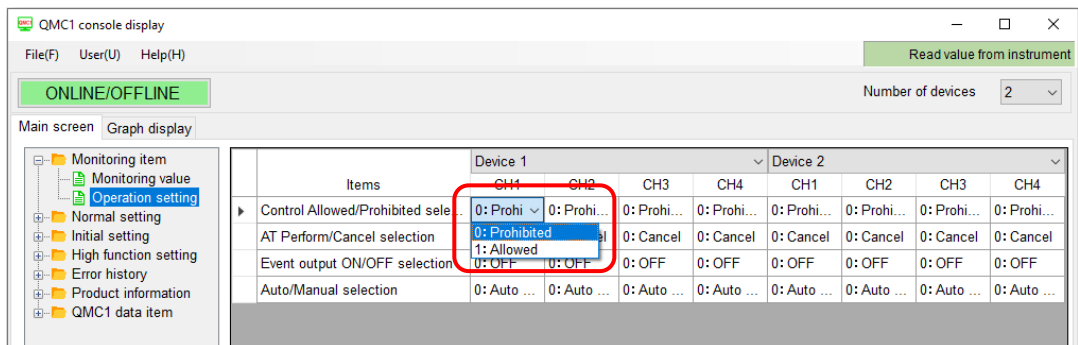 QMC1 console display
File(F) User(U) Help(H) Read value from instrument
ONLINE/OFFLINE Number of devices 2
Main screen Graph display
Monitoring item
Monitoring value
Operation setting
Normal setting
Initial setting
High function setting
Error history
Product information
QMC1 data item
Device 1 Device 2
Items CH1 CH2 CH3 CH4 CH1 CH2 CH3 CH4
Control Allowed/Prohibited sele... 0: Prohi 0: Prohi... 0: Prohi... 0: Prohi... 0: Prohi... 0: Prohi... 0: Prohi... 0: Prohi...
0: Prohibited
1: Allowed
AT Perform/Cancel selection 0: Cancel 0: Cancel 0: Cancel 0: Cancel 0: Cancel 0: Cancel
Event output ON/OFF selection 0: OFF 0: OFF 0: OFF 0: OFF 0: OFF 0: OFF 0: OFF 0: OFF
Auto/Manual selection 0: Auto ... 0: Auto ... 0: Auto ... 0: Auto ... 0: Auto ... 0: Auto ... 0: Auto ... 0: Auto ...